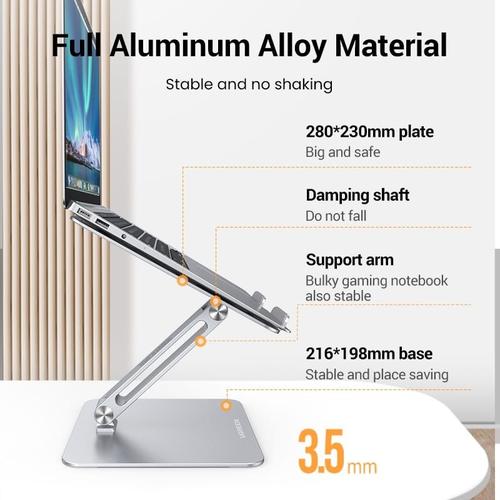 Full Aluminum Alloy Material
Stable and no shaking
280*230mm plate
Big and safe
Damping shaft
Do not fall
Support arm
Bulky gaming notebook
also stable
216*198mm base
Stable and place saving
3.5mm